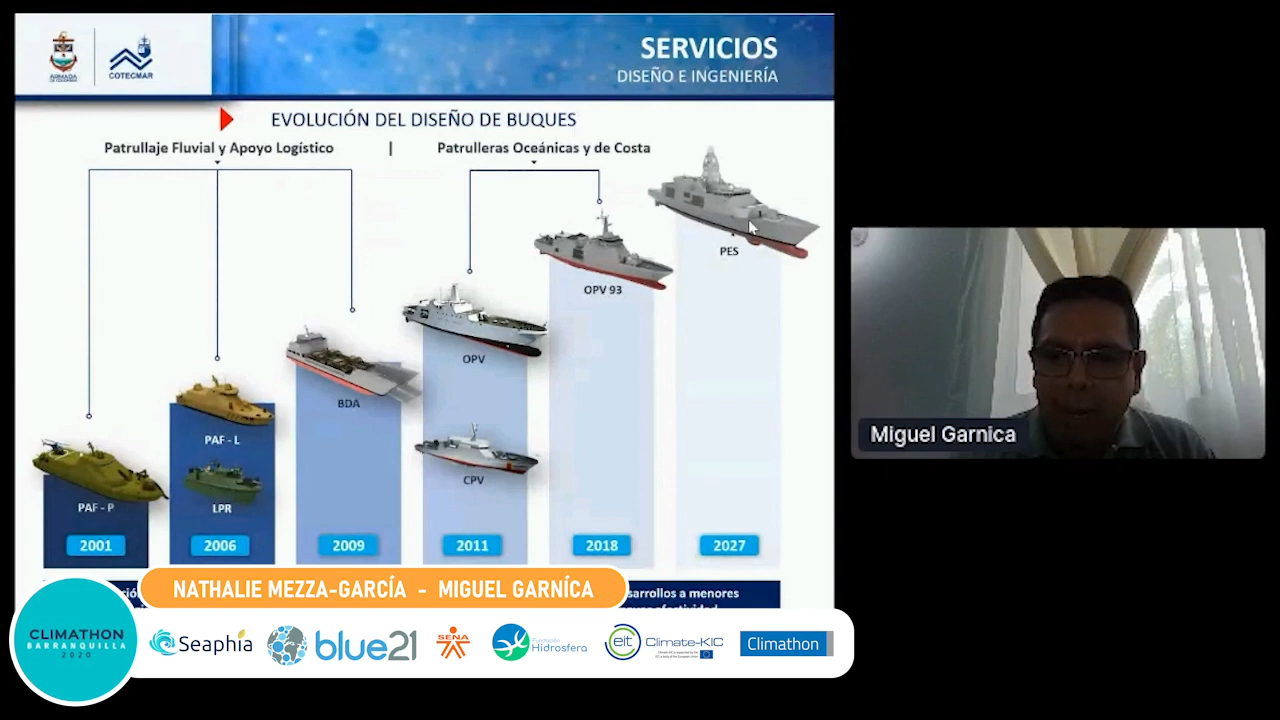 ARMADA
DE COLOMBIA
COTECMAR
SERVICIOS
DISEÑO E INGENIERÍA
EVOLUCIÓN DEL DISEÑO DE BUQUES
Patrullaje Fluvial y Apoyo Logístico | Patrulleras Oceánicas y de Costa
PES
OPV 93
OPV
BDA
PAF - L
CPV
PAF - P
LPR
2001
2006
2009
2011
2018
2027
Miguel Garnica
sarrollos a menores
NATHALIE MEZZA-GARCÍA - MIGUEL GARNÍCA
CLIMATHON
BARRANQUILLA
2020
Seaphia
blue21
SENA
Fundación
Hidrosfera
eit
Climate-KIC
Climathon